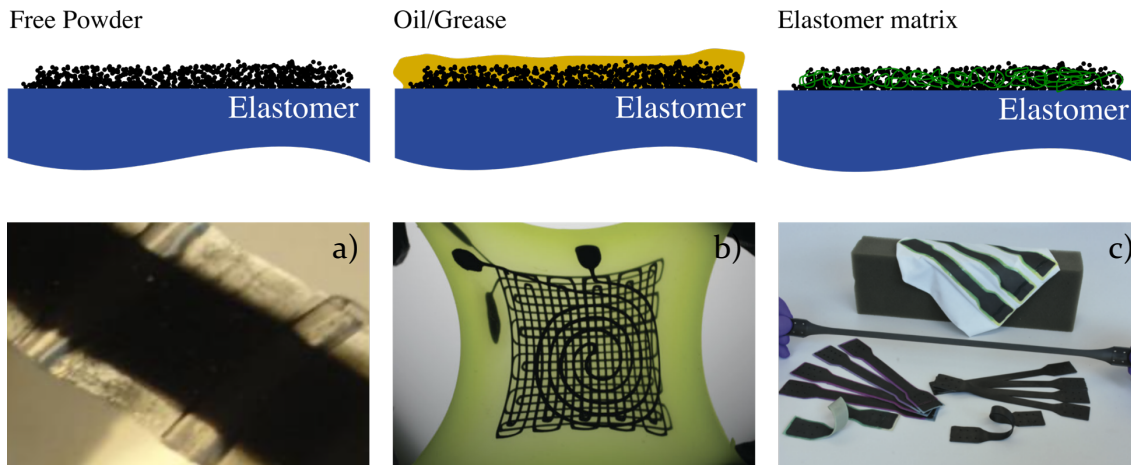 Free Powder
Oil/Grease
Elastomer matrix
Elastomer
Elastomer
Elastomer
a)
b)
c)